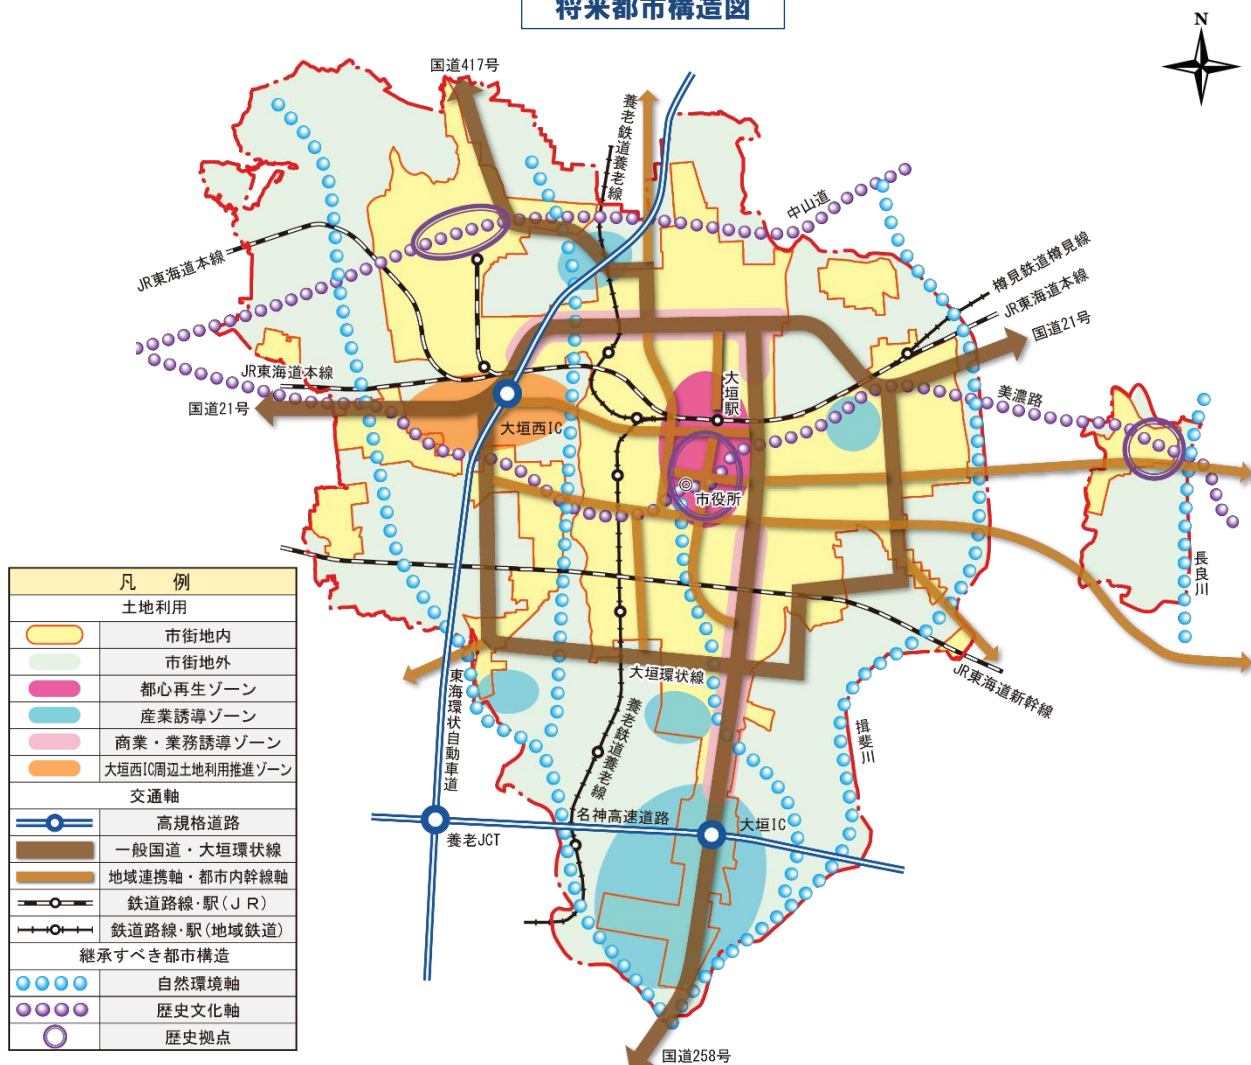 将来都市構造図
N
国道417号
養老鉄道養老線
中山道
樽見鉄道樽見線
JR東海道本線
JR東海道本線
国道21号
JR東海道本線
国道21号
大垣駅
美濃路
大垣西IC
市役所
長良川
大垣環状線
JR東海道新幹線
東海環状自動車道
養老鉄道養老線
揖斐川
名神高速道路
大垣IC
養老JCT
国道258号
凡 例
土地利用
市街地内
市街地外
都心再生ゾーン
産業誘導ゾーン
商業・業務誘導ゾーン
大垣西IC周辺土地利用推進ゾーン
交通軸
高規格道路
一般国道・大垣環状線
地域連携軸・都市内幹線軸
鉄道路線・駅(ＪＲ)
鉄道路線・駅(地域鉄道)
継承すべき都市構造
自然環境軸
歴史文化軸
歴史拠点